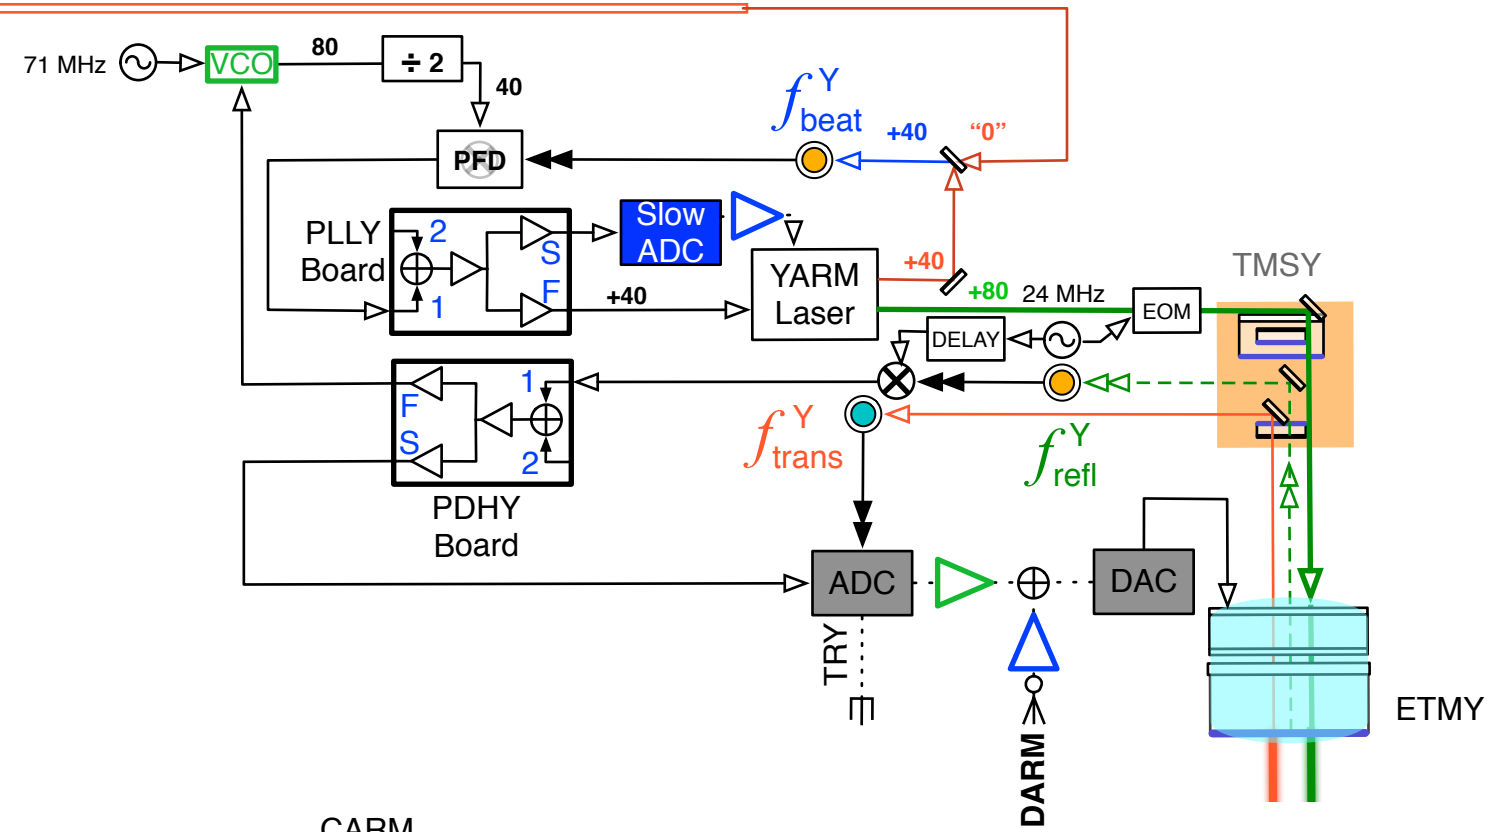 71 MHz
VCO
80
÷ 2
40
PFD
f Y beat
+40
“0”
PLLY
Board
2
1
S
F
Slow
ADC
+40
YARM
Laser
+40
+80
24 MHz
EOM
TMSY
DELAY
PDHY
Board
F
S
1
2
f Y trans
f Y refl
ADC
DAC
TRY
DARM
ETMY